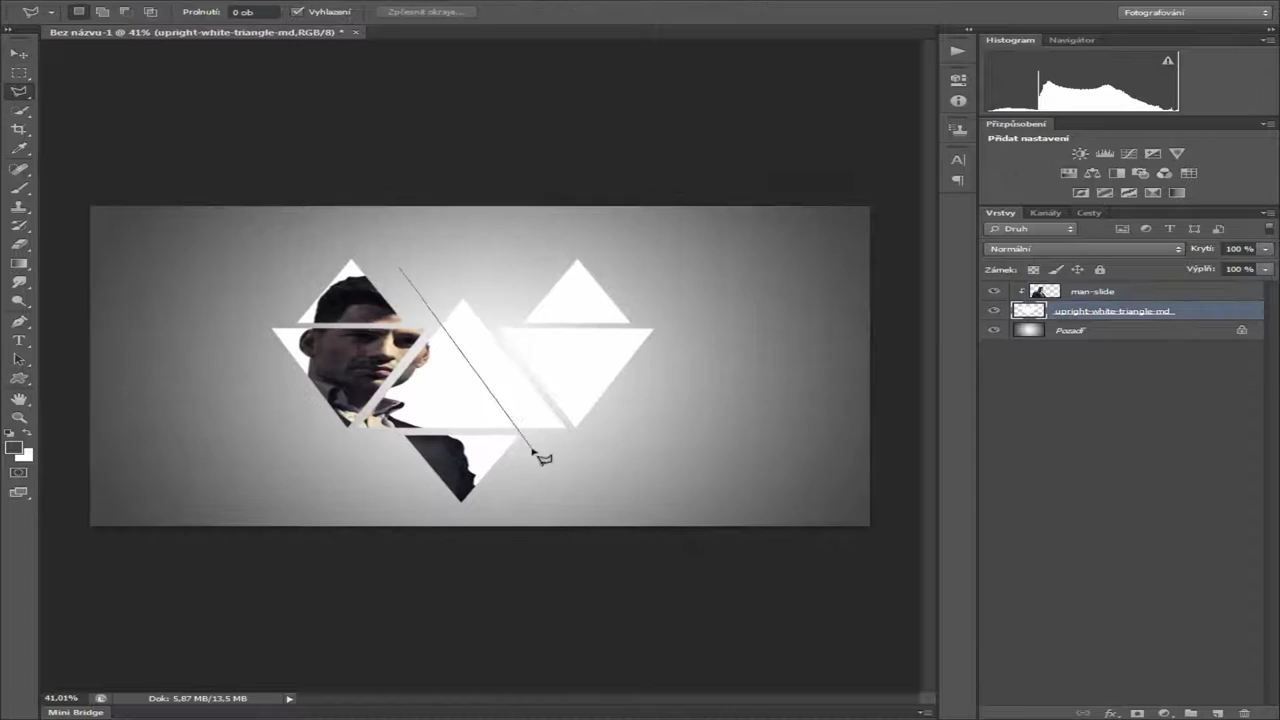 Prolnutí: 0 ob Vyhlazení Zpřesnit okraje... Fotografování
Bez názvu-1 @ 41% (upright-white-triangle-md,RGB/8) * ×
Histogram Navigátor
Přizpůsobení
Přidat nastavení
Vrstvy Kanály Cesty
Druh
Normální Krytí: 100 %
Zámek: Výplň: 100 %
man-slide
upright-white-triangle-md
Pozadí
41,01% Dok: 5,87 MB/13,5 MB
Mini Bridge